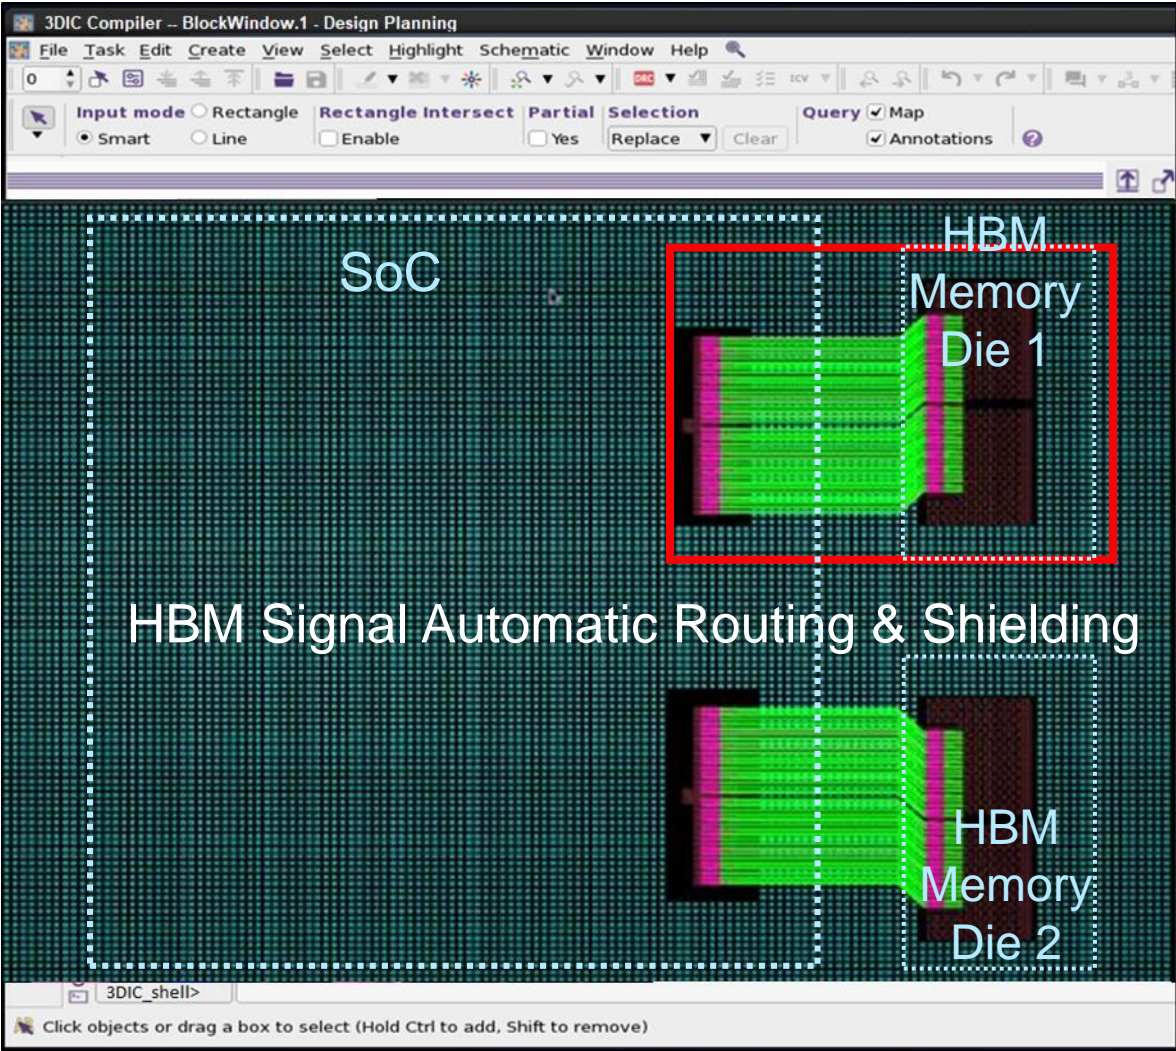 3DIC Compiler -- BlockWindow.1 - Design Planning
File Task Edit Create View Select Highlight Schematic Window Help
0 DRC ICV
Input mode Rectangle Rectangle Intersect Partial Selection Query Map
Smart Line Enable Yes Replace Clear Annotations
SoC
HBM
Memory
Die 1
HBM Signal Automatic Routing & Shielding
HBM
Memory
Die 2
3DIC_shell>
Click objects or drag a box to select (Hold Ctrl to add, Shift to remove)